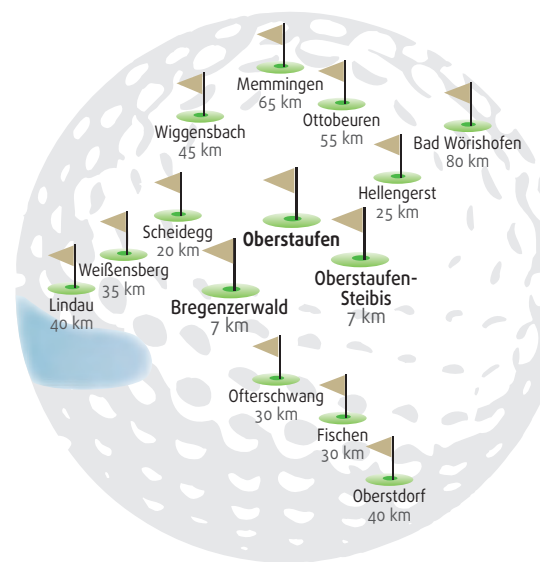 Memmingen
65 km
Ottobeuren
55 km
Wiggensbach
45 km
Bad Wörishofen
80 km
Hellengerst
25 km
Scheidegg
20 km
Oberstaufen
Weißensberg
35 km
Oberstaufen-
Steibis
7 km
Lindau
40 km
Bregenzerwald
7 km
Ofterschwang
30 km
Fischen
30 km
Oberstdorf
40 km